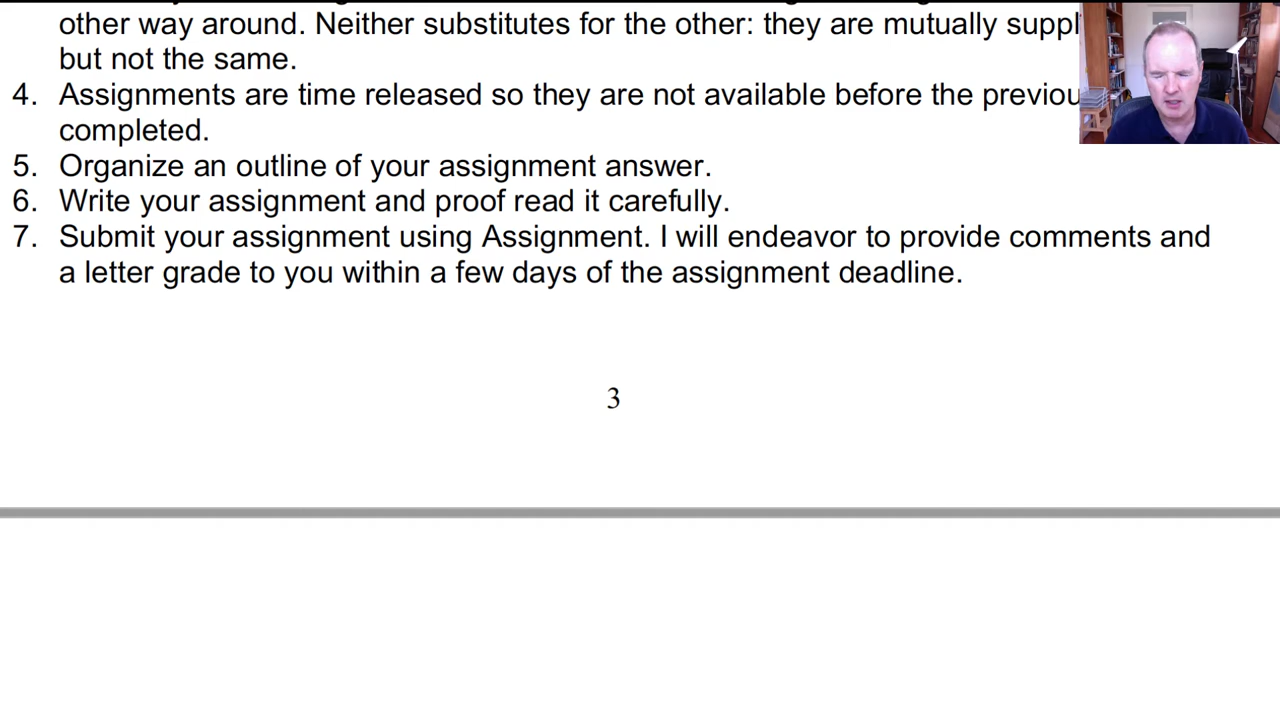 other way around. Neither substitutes for the other: they are mutually
but not the same.
4. Assignments are time released so they are not available before the
completed.
5. Organize an outline of your assignment answer.
6. Write your assignment and proof read it carefully.
7. Submit your assignment using Assignment. I will endeavor to provide comments and
a letter grade to you within a few days of the assignment deadline.
3